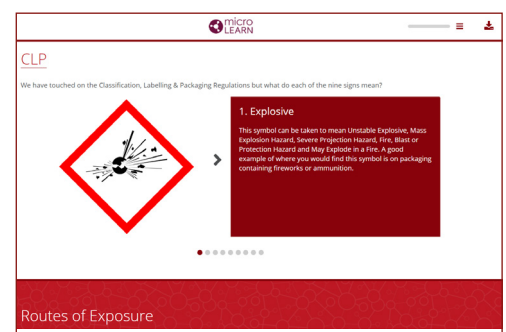 micro
LEARN
CLP
We have touched on the Classification, Labelling & Packaging Regulations but what do each of the nine signs mean?
1. Explosive
This symbol can be taken to mean Unstable Explosive, Mass
Explosion Hazard, Severe Projection Hazard, Fire, Blast or
Protection Hazard and May Explode in a Fire. A good
example of where you would find this symbol is on packaging
containing fireworks or ammunition.
Routes of Exposure